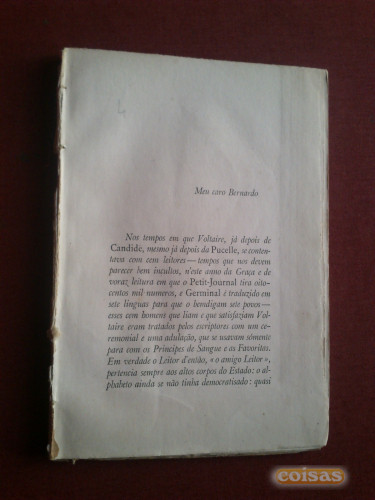 Meu caro Bernardo
Nos tempos em que Voltaire, já depois de
Candide, mesmo já depois da Pucelle, se conten-
tava com cem leitores — tempos que nos devem
parecer bem incultos, n'este anno da Graça e de
voraz leitura em que o Petit-Journal tira oito-
centos mil numeros, e Germinal é traduzido em
sete linguas para que o bemdigam sete povos —
esses cem homens que liam e que satisfaziam Vol-
taire eram tratados pelos escriptores com um ce-
remonial e uma adulação, que se usavam sómente
para com os Principes de Sangue e as Favoritas.
Em verdade o Leitor d'então, «o amigo Leitor»,
pertencia sempre aos altos corpos do Estado: o al-
phabeto ainda se não tinha democratisado: quasi
coisas